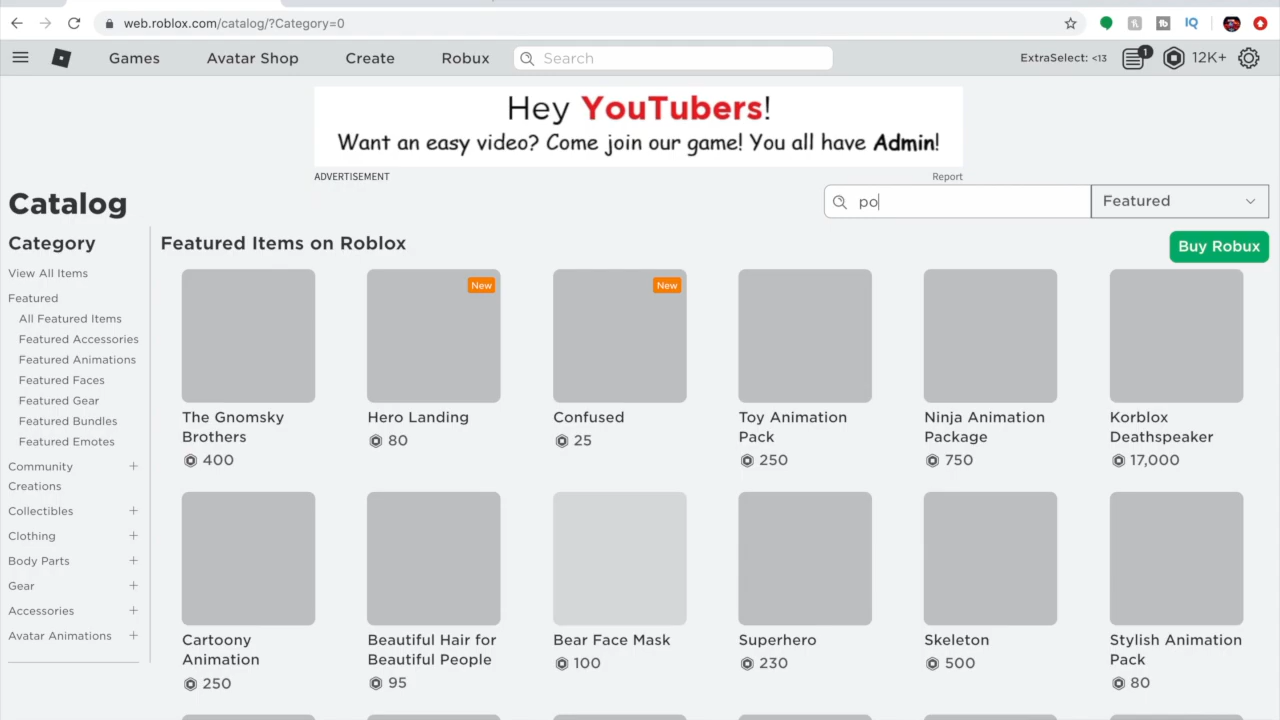 web.roblox.com/catalog/?Category=0
IQ
Games Avatar Shop Create Robux Search ExtraSelect: <13 1 12K+
Hey YouTubers!
Want an easy video? Come join our game! You all have Admin!
ADVERTISEMENT Report
Catalog po Featured
Category Featured Items on Roblox Buy Robux
View All Items
Featured
All Featured Items
Featured Accessories
Featured Animations
Featured Faces
Featured Gear
Featured Bundles
Featured Emotes
Community
Creations
Collectibles
Clothing
Body Parts
Gear
Accessories
Avatar Animations
New
New
The Gnomsky
Brothers
400
Hero Landing
80
Confused
25
Toy Animation
Pack
250
Ninja Animation
Package
750
Korblox
Deathspeaker
17,000
Cartoony
Animation
250
Beautiful Hair for
Beautiful People
95
Bear Face Mask
100
Superhero
230
Skeleton
500
Stylish Animation
Pack
80